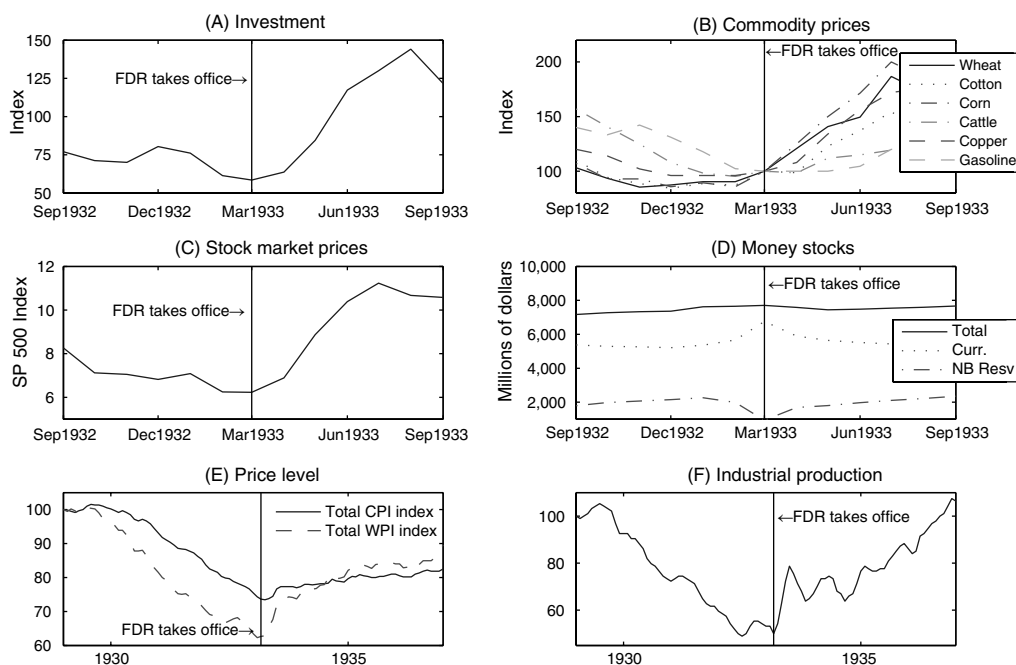 (A) Investment
150
125
100
75
50
Index
FDR takes office→
Sep1932 Dec1932 Mar1933 Jun1933 Sep1933
(B) Commodity prices
200
150
100
Index
←FDR takes office
Wheat
Cotton
Corn
Cattle
Copper
Gasoline
Sep1932 Dec1932 Mar1933 Jun1933 Sep1933
(C) Stock market prices
12
10
8
6
SP 500 Index
FDR takes office→
Sep1932 Dec1932 Mar1933 Jun1933 Sep1933
(D) Money stocks
10,000
8,000
6,000
4,000
2,000
Millions of dollars
←FDR takes office
Total
Curr.
NB Resv
Sep1932 Dec1932 Mar1933 Jun1933 Sep1933
(E) Price level
100
90
80
70
60
Total CPI index
Total WPI index
FDR takes office→
1930 1935
(F) Industrial production
100
80
60
←FDR takes office
1930 1935